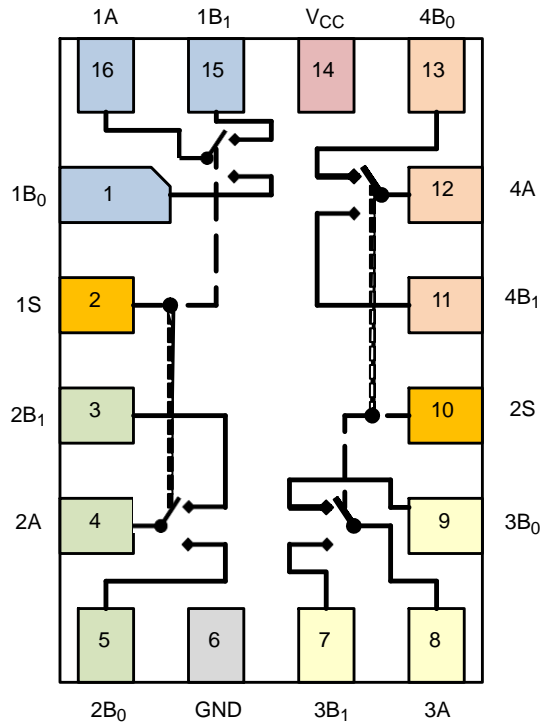 1A 1B₁ V_CC 4B₀
16 15 14 13
1B₀ 1 12 4A
1S 2 11 4B₁
2B₁ 3 10 2S
2A 4 9 3B₀
5 6 7 8
2B₀ GND 3B₁ 3A